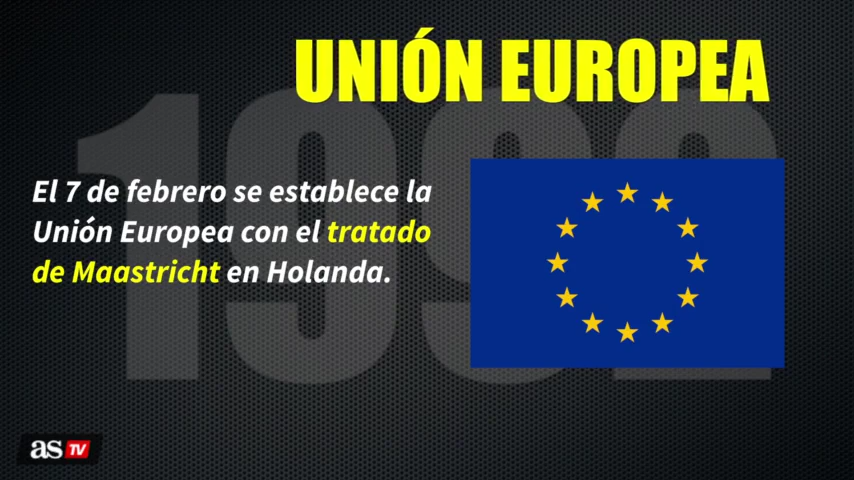 UNIÓN EUROPEA
1992
El 7 de febrero se establece la
Unión Europea con el tratado
de Maastricht en Holanda.
as TV